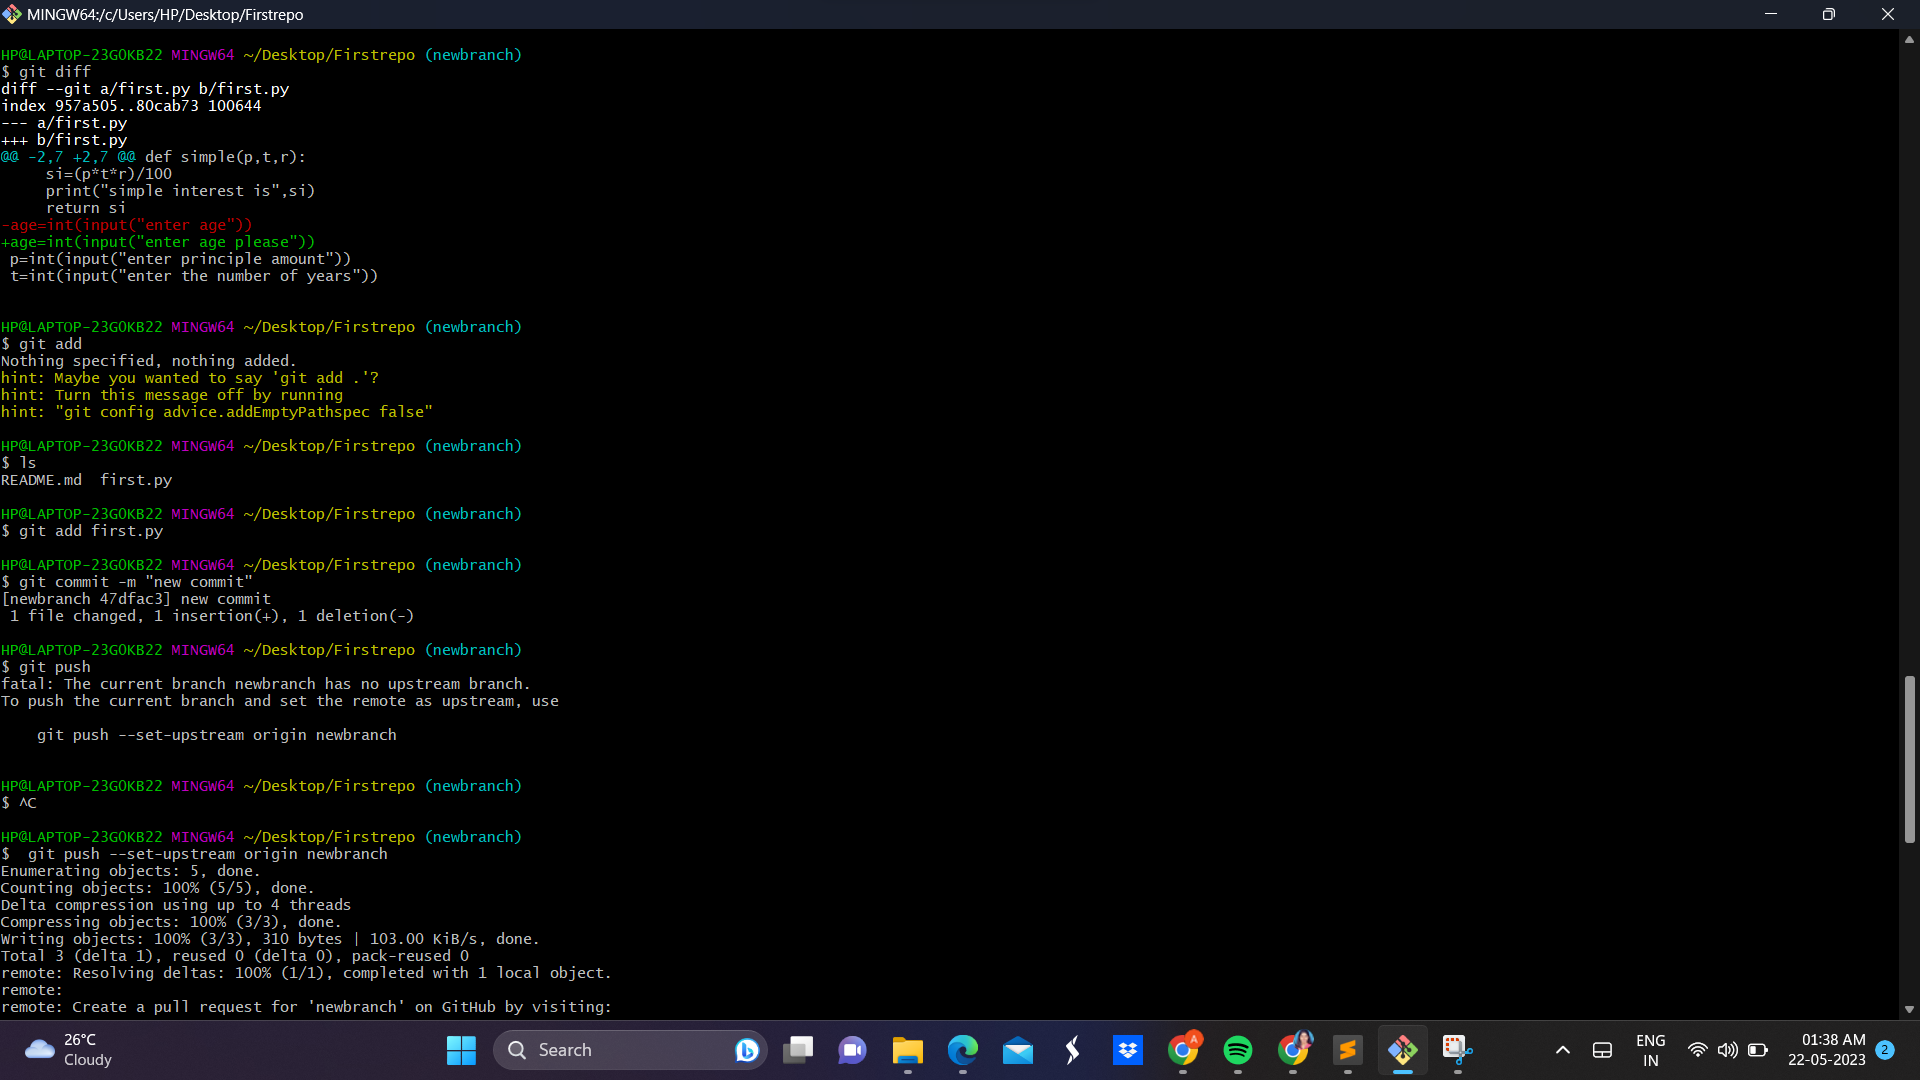 MINGW64:/c/Users/HP/Desktop/Firstrepo
HP@LAPTOP-23G0KB22 MINGW64 ~/Desktop/Firstrepo (newbranch)
$ git diff
diff --git a/first.py b/first.py
index 957a505..80cab73 100644
--- a/first.py
+++ b/first.py
@@ -2,7 +2,7 @@ def simple(p,t,r):
     si=(p*t*r)/100
     print("simple interest is",si)
     return si
-age=int(input("enter age"))
+age=int(input("enter age please"))
 p=int(input("enter principle amount"))
 t=int(input("enter the number of years"))
HP@LAPTOP-23G0KB22 MINGW64 ~/Desktop/Firstrepo (newbranch)
$ git add
Nothing specified, nothing added.
hint: Maybe you wanted to say 'git add .'?
hint: Turn this message off by running
hint: "git config advice.addEmptyPathspec false"
HP@LAPTOP-23G0KB22 MINGW64 ~/Desktop/Firstrepo (newbranch)
$ ls
README.md  first.py
HP@LAPTOP-23G0KB22 MINGW64 ~/Desktop/Firstrepo (newbranch)
$ git add first.py
HP@LAPTOP-23G0KB22 MINGW64 ~/Desktop/Firstrepo (newbranch)
$ git commit -m "new commit"
[newbranch 47dfac3] new commit
 1 file changed, 1 insertion(+), 1 deletion(-)
HP@LAPTOP-23G0KB22 MINGW64 ~/Desktop/Firstrepo (newbranch)
$ git push
fatal: The current branch newbranch has no upstream branch.
To push the current branch and set the remote as upstream, use
    git push --set-upstream origin newbranch
HP@LAPTOP-23G0KB22 MINGW64 ~/Desktop/Firstrepo (newbranch)
$ ^C
HP@LAPTOP-23G0KB22 MINGW64 ~/Desktop/Firstrepo (newbranch)
$  git push --set-upstream origin newbranch
Enumerating objects: 5, done.
Counting objects: 100% (5/5), done.
Delta compression using up to 4 threads
Compressing objects: 100% (3/3), done.
Writing objects: 100% (3/3), 310 bytes | 103.00 KiB/s, done.
Total 3 (delta 1), reused 0 (delta 0), pack-reused 0
remote: Resolving deltas: 100% (1/1), completed with 1 local object.
remote:
remote: Create a pull request for 'newbranch' on GitHub by visiting:
26°C
Cloudy
Search
A
ENG
IN
01:38 AM
22-05-2023
2